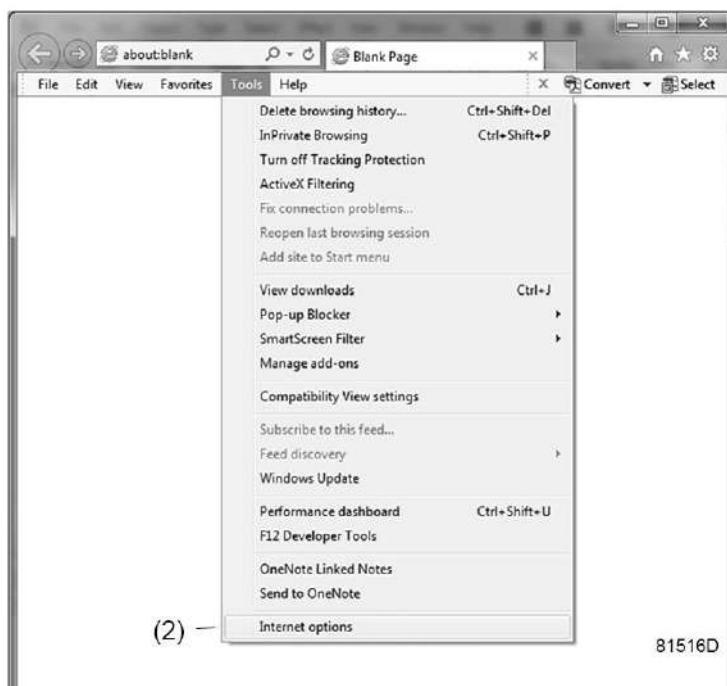 about:blank
Blank Page
File Edit View Favorites Tools Help
x Convert Select
Delete browsing history... Ctrl+Shift+Del
InPrivate Browsing Ctrl+Shift+P
Turn off Tracking Protection
ActiveX Filtering
Fix connection problems...
Reopen last browsing session
Add site to Start menu
View downloads Ctrl+J
Pop-up Blocker
SmartScreen Filter
Manage add-ons
Compatibility View settings
Subscribe to this feed...
Feed discovery
Windows Update
Performance dashboard Ctrl+Shift+U
F12 Developer Tools
OneNote Linked Notes
Send to OneNote
(2) Internet options
81516D